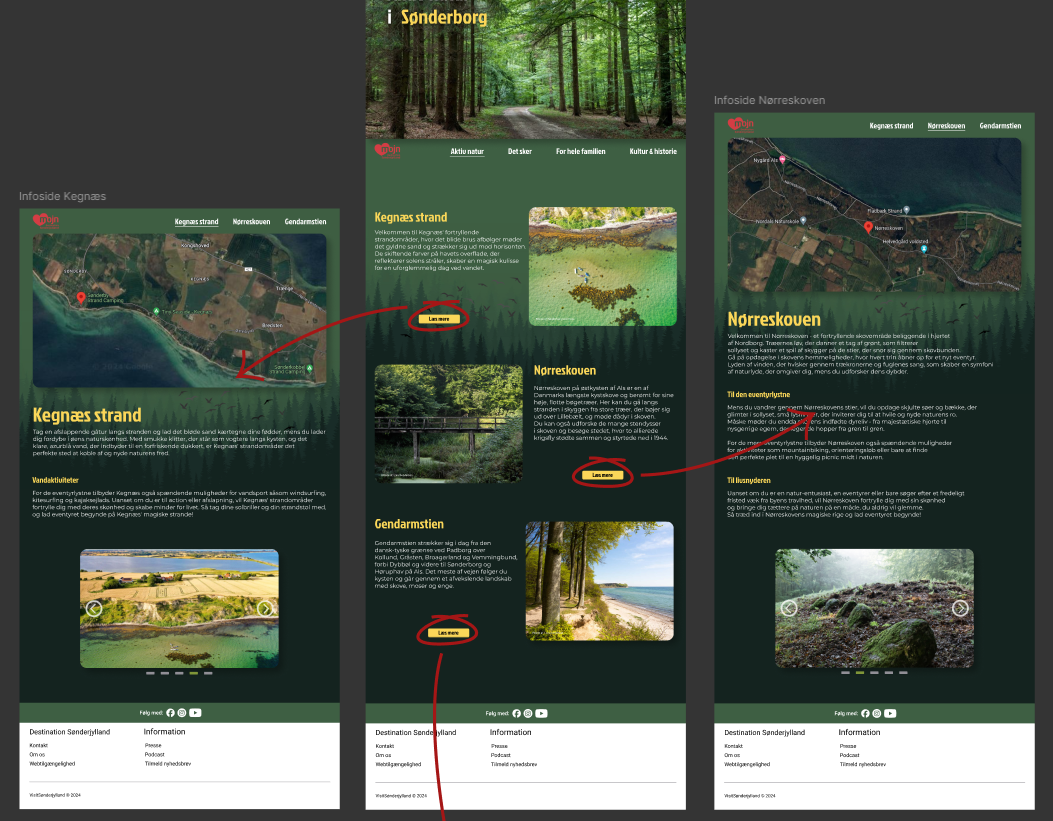 i Sønderborg
Infoside Kegnæs
mojn
Kegnæs strand Nørreskoven Gendarmstien
Kongshoved
SØNDERBY
KEGNÆS
Trænge
Bredsten
Sønderby
Strand Camping
Sønderkobbel
Strand Camping
Kegnæs strand
Tag en afslappende gåtur langs stranden og lad det bløde sand kærtegne dine fødder, mens du lader
dig fordybe i øens naturskønhed. Med smukke klitter, der står som vogtere langs kysten, og det
klare, azurblå vand, der indbyder til en forfriskende dukkert, er Kegnæs' strandområder det
perfekte sted at koble af og nyde naturens fred.
Vandaktiviteter
For de eventyrlystne tilbyder Kegnæs også spændende muligheder for vandsport såsom windsurfing,
kitesurfing og kajaksejlads. Uanset om du er til action eller afslapning, vil Kegnæs' strandområder
fortrylle dig med deres skønhed og skabe minder for livet. Så tag dine solbriller og din strandstol med,
og lad eventyret begynde på Kegnæs' magiske strande!
Følg med:
Destination Sønderjylland Information
Kontakt Presse
Om os Podcast
Webtilgængelighed Tilmeld nyhedsbrev
VisitSønderjylland © 2024
mojn
Aktiv natur Det sker For hele familien Kultur & historie
Kegnæs strand
Velkommen til Kegnæs' fortryllende
strandområder, hvor det blide brus afbølger møder
det gyldne sand og strækker sig ud mod horisonten.
De skiftende farver på havets overflade, der
reflekterer solens stråler, skaber en magisk kulisse
for en uforglemmelig dag ved vandet.
Læs mere
Nørreskoven
Nørreskoven på østkysten af Als er en af
Danmarks længste kystskove og berømt for sine
høje, flotte bøgetræer. Her kan du gå langs
stranden i skyggen fra store træer, der bøjer sig
ud over Lillebælt, og møde dådyr i skoven.
Du kan også udforske de mange stendysser
i skoven og besøge stedet, hvor to allierede
krigsfly stødte sammen og styrtede ned i 1944.
Læs mere
Gendarmstien
Gendarmstien strækker sig i dag fra den
dansk-tyske grænse ved Padborg over
Kollund, Gråsten, Broagerland og Vemmingbund,
forbi Dybbøl og videre til Sønderborg og
Høruphav på Als. Det meste af vejen følger du
kysten og går gennem et afvekslende landskab
med skove, moser og enge.
Læs mere
Følg med:
Destination Sønderjylland Information
Kontakt Presse
Om os Podcast
Webtilgængelighed Tilmeld nyhedsbrev
VisitSønderjylland © 2024
Infoside Nørreskoven
mojn
Kegnæs strand Nørreskoven Gendarmstien
Nygård Als
Nordals Naturskole
Flatbæk Strand
Nørreskoven
Helvedgård voldsted
Nørreskoven
Velkommen til Nørreskoven - et fortryllende skovområde beliggende i hjertet
af Nordborg. Træernes løv, der danner et tag af grønt, som filtrerer
sollyset og kaster et spil af skygger på de stier, der snor sig gennem skovbunden.
Gå på opdagelse i skovens hemmeligheder, hvor hvert trin åbner op for et nyt eventyr.
Lyden af vinden, der hvisker gennem trækronerne og fuglenes sang, som skaber en symfoni
af naturlyde, der omgiver dig, mens du udforsker dens dybder.
Til den eventyrlystne
Mens du vandrer gennem Nørreskovens stier, vil du opdage skjulte søer og bække, der
glimter i sollyset, små lysninger, der inviterer dig til at hvile og nyde naturens ro.
Måske møder du endda skovens indfødte dyreliv - fra majestætiske hjorte til
nysgerrige egern, der legende hopper fra gren til gren.
For de mere eventyrlystne tilbyder Nørreskoven også spændende muligheder
for aktiviteter som mountainbiking, orienteringsløb eller bare at finde
den perfekte plet til en hyggelig picnic midt i naturen.
Til livsnyderen
Uanset om du er en natur-entusiast, en eventyrer eller bare søger efter et fredeligt
fristed væk fra byens travlhed, vil Nørreskoven fortrylle dig med sin skønhed
og bringe dig tættere på naturen på en måde, du aldrig vil glemme.
Så træd ind i Nørreskovens magiske rige og lad eventyret begynde!
Følg med:
Destination Sønderjylland Information
Kontakt Presse
Om os Podcast
Webtilgængelighed Tilmeld nyhedsbrev
VisitSønderjylland © 2024